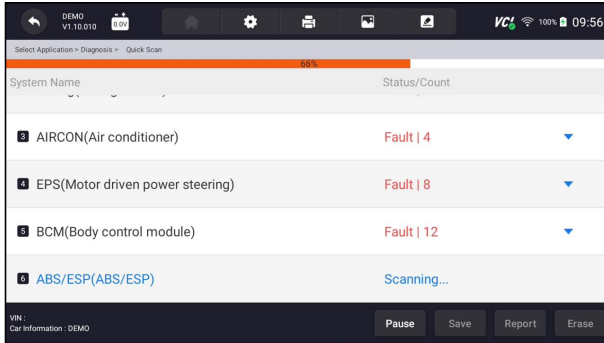 DEMO
V1.10.010
0.0V
VCI
100%
09:56
Select Application > Diagnosis > Quick Scan
66%
System Name Status/Count
3 AIRCON(Air conditioner) Fault | 4
4 EPS(Motor driven power steering) Fault | 8
5 BCM(Body control module) Fault | 12
6 ABS/ESP(ABS/ESP) Scanning...
VIN :
Car Information : DEMO
Pause Save Report Erase